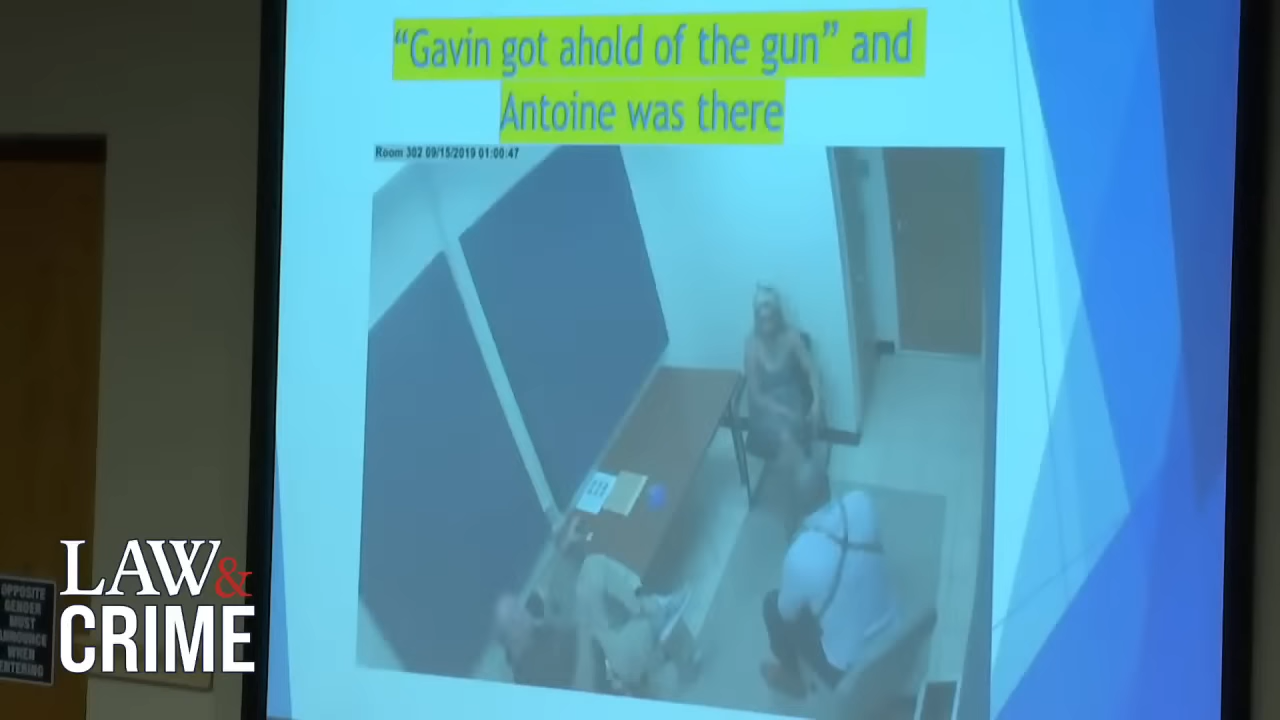 “Gavin got ahold of the gun” and
Antoine was there
Room 302 09/15/2019 01:00:47
LAW&
CRIME
OPPOSITE
GENDER
MUST
ANNOUNCE
WHEN
ENTERING